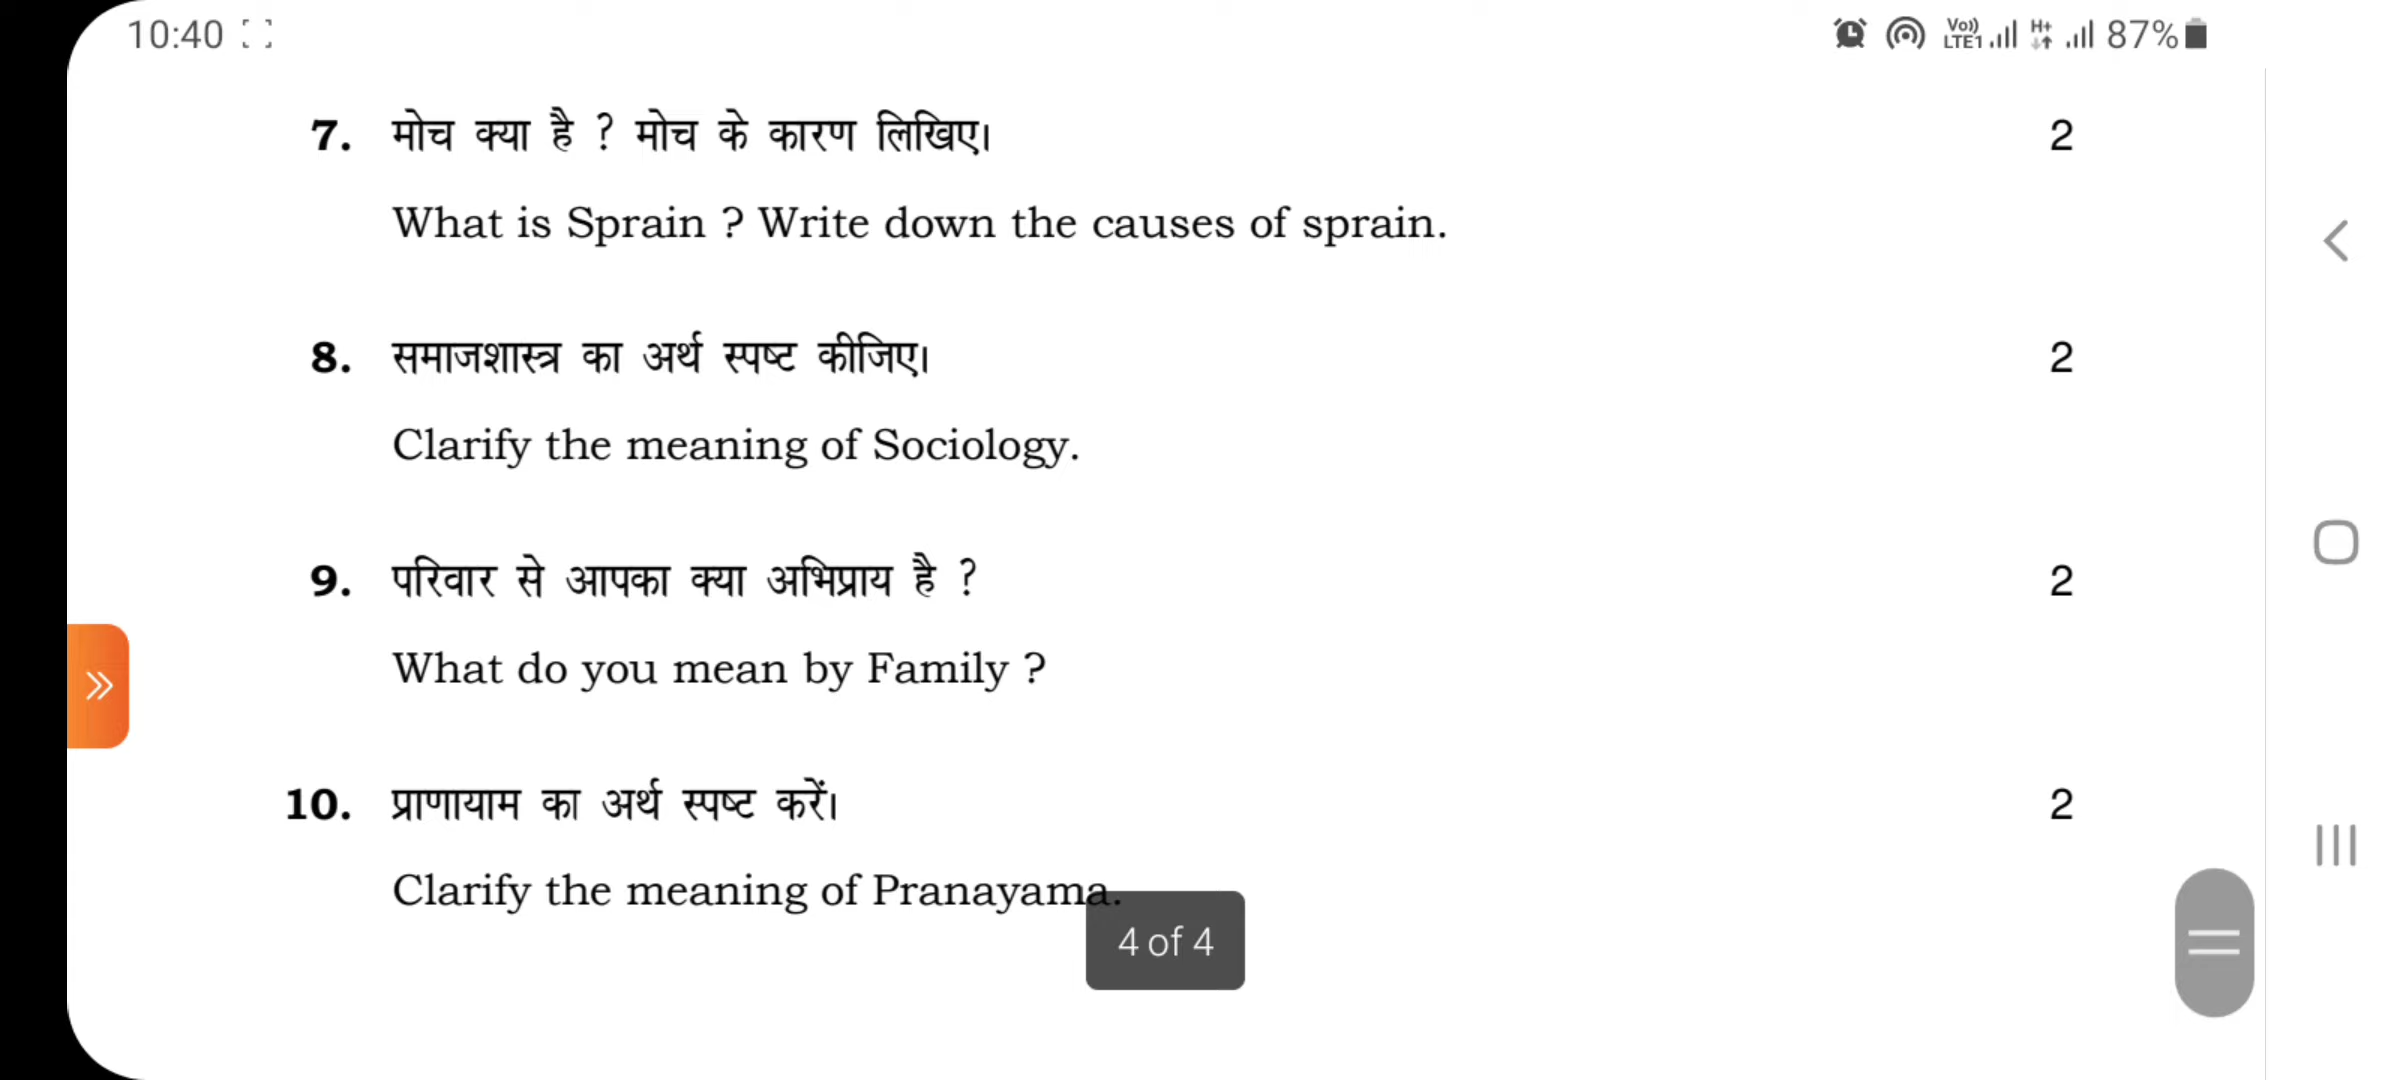 10:40
Vo)) LTE1 H+ 87%
7. मोच क्या है ? मोच के कारण लिखिए। 2
What is Sprain ? Write down the causes of sprain.
8. समाजशास्त्र का अर्थ स्पष्ट कीजिए। 2
Clarify the meaning of Sociology.
9. परिवार से आपका क्या अभिप्राय है ? 2
What do you mean by Family ?
10. प्राणायाम का अर्थ स्पष्ट करें। 2
Clarify the meaning of Pranayama.
4 of 4